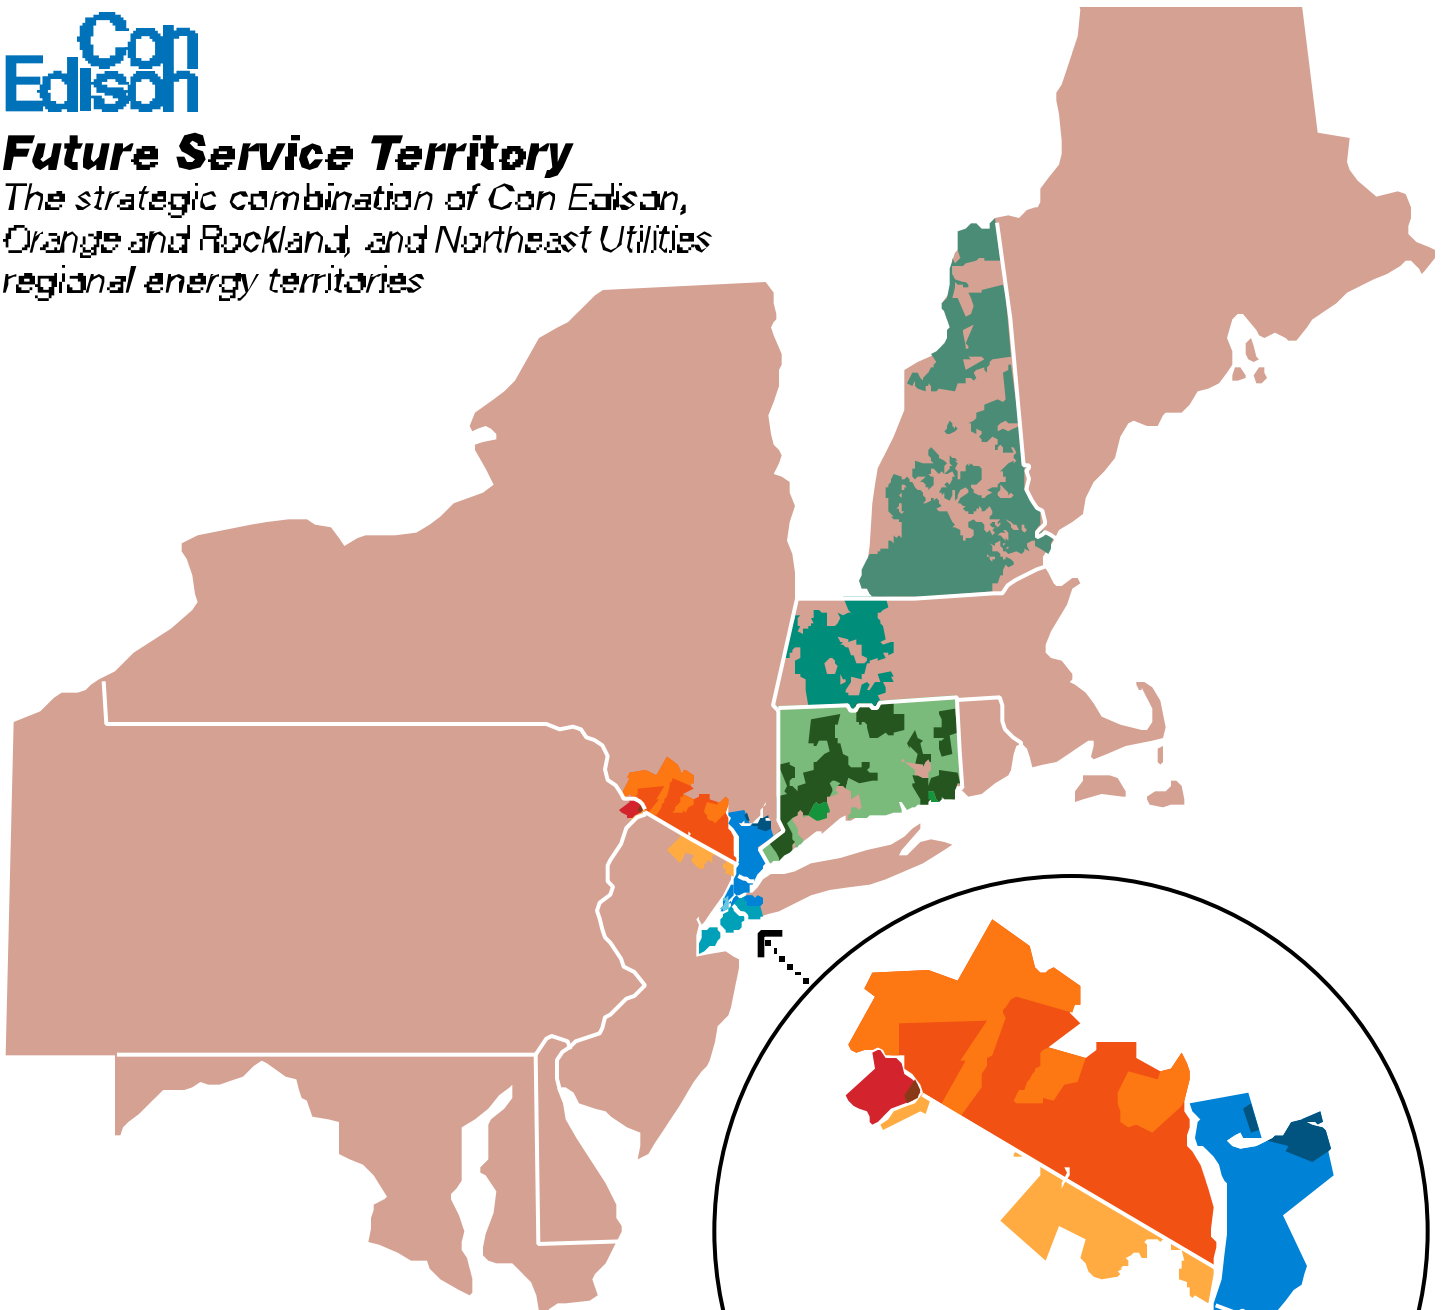 Con
Edison
Future Service Territory
The strategic combination of Con Edison,
Orange and Rockland, and Northeast Utilities
regional energy territories